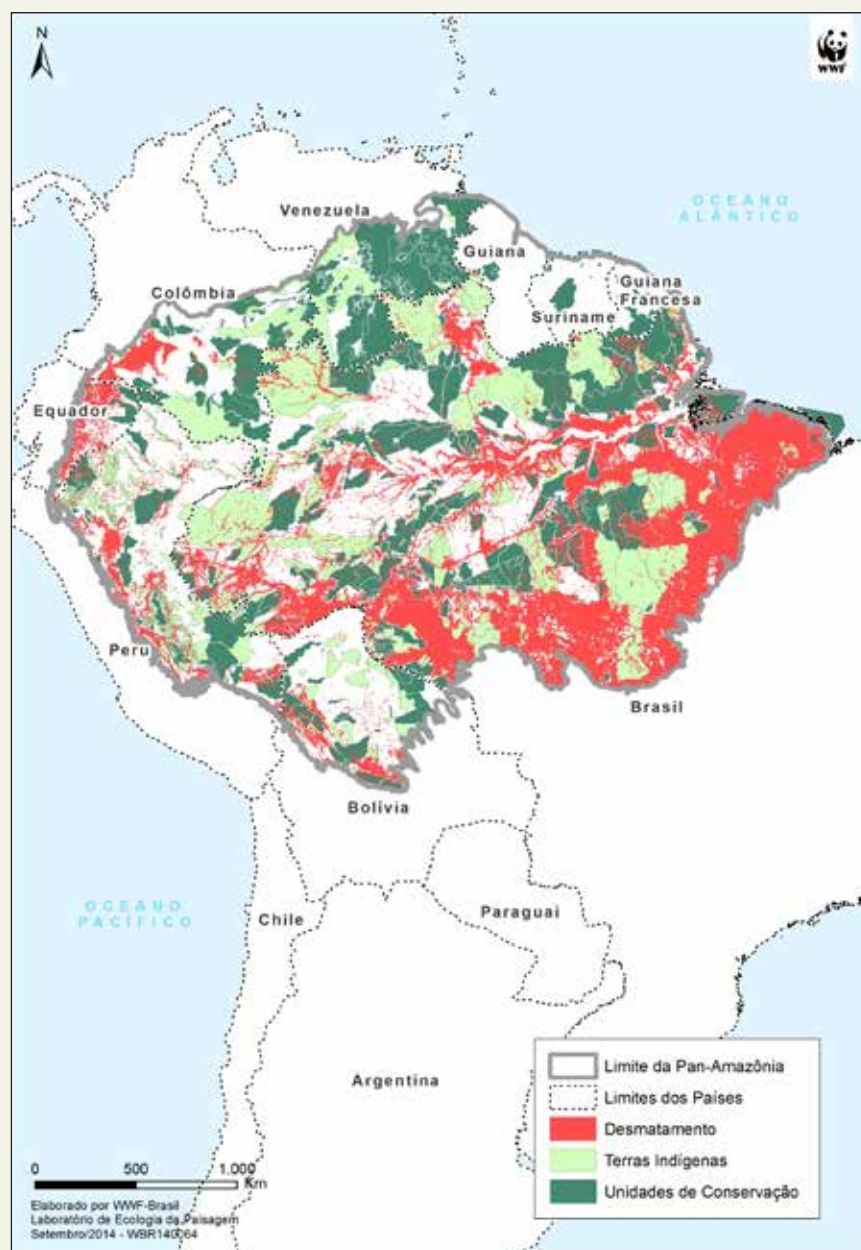 N
WWF
OCEANO
ALÂNTICO
Venezuela
Guiana
Colômbia
Guiana
Francesa
Suriname
Equador
Peru
Brasil
Bolívia
OCEANO
PACÍFICO
Chile
Paraguai
Argentina
Limite da Pan-Amazônia
Limites dos Países
Desmatamento
Terras Indígenas
Unidades de Conservação
0 500 1.000
Km
Elaborado por WWF-Brasil
Laboratório de Ecologia da Paisagem
Setembro/2014 - WBR140064